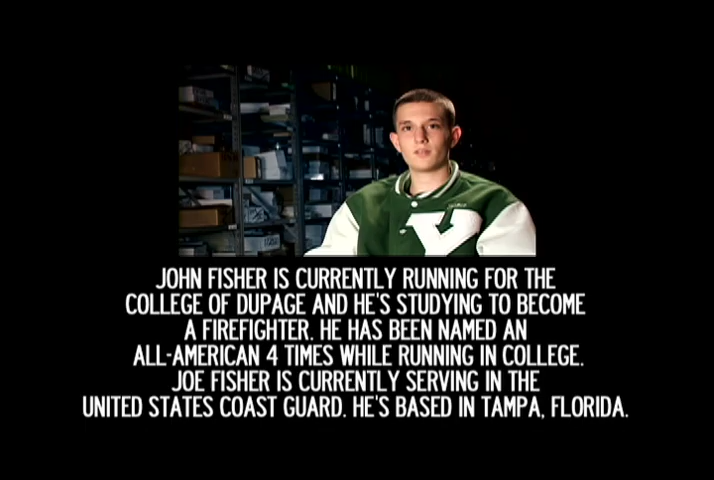 Y
JOHN FISHER IS CURRENTLY RUNNING FOR THE
COLLEGE OF DUPAGE AND HE'S STUDYING TO BECOME
A FIREFIGHTER. HE HAS BEEN NAMED AN
ALL-AMERICAN 4 TIMES WHILE RUNNING IN COLLEGE.
JOE FISHER IS CURRENTLY SERVING IN THE
UNITED STATES COAST GUARD. HE'S BASED IN TAMPA, FLORIDA.